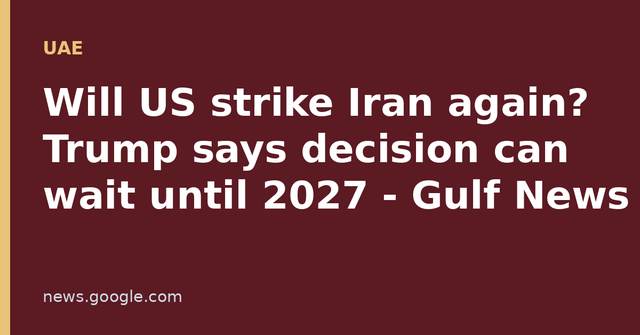 UAE
Will US strike Iran again?
Trump says decision can
wait until 2027 - Gulf News
news.google.com